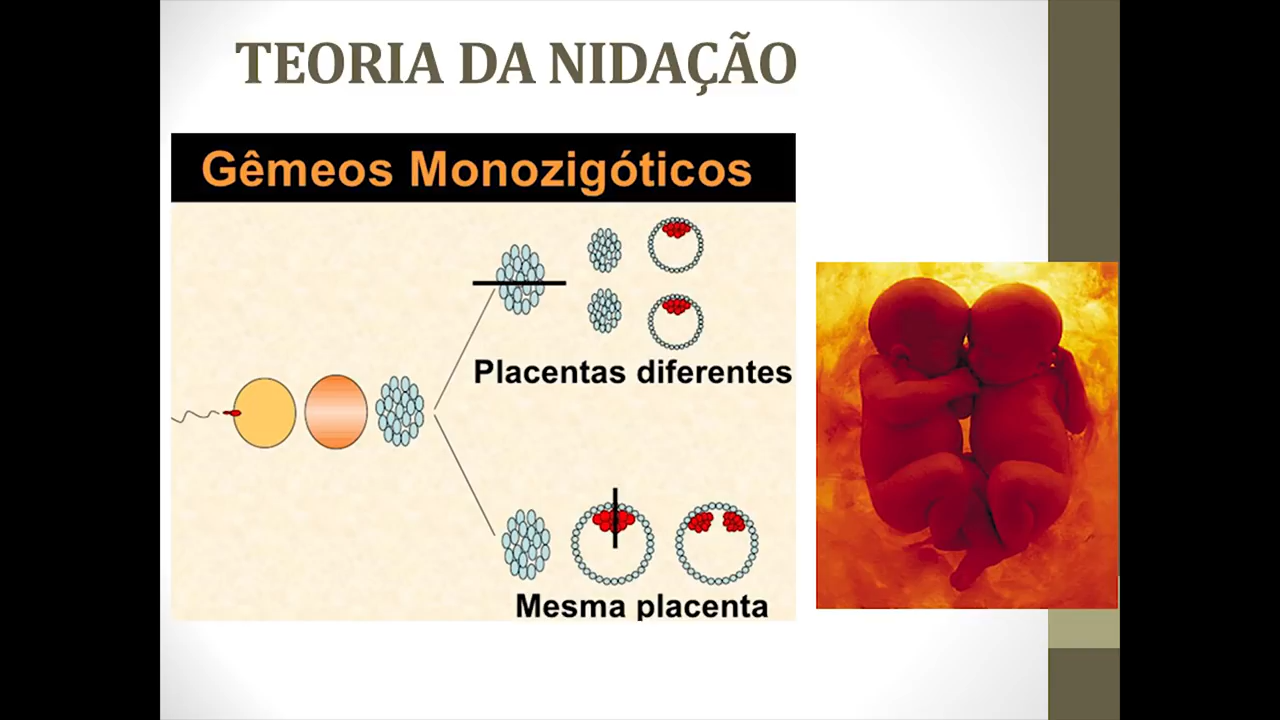 TEORIA DA NIDAÇÃO
Gêmeos Monozigóticos
Placentas diferentes
Mesma placenta